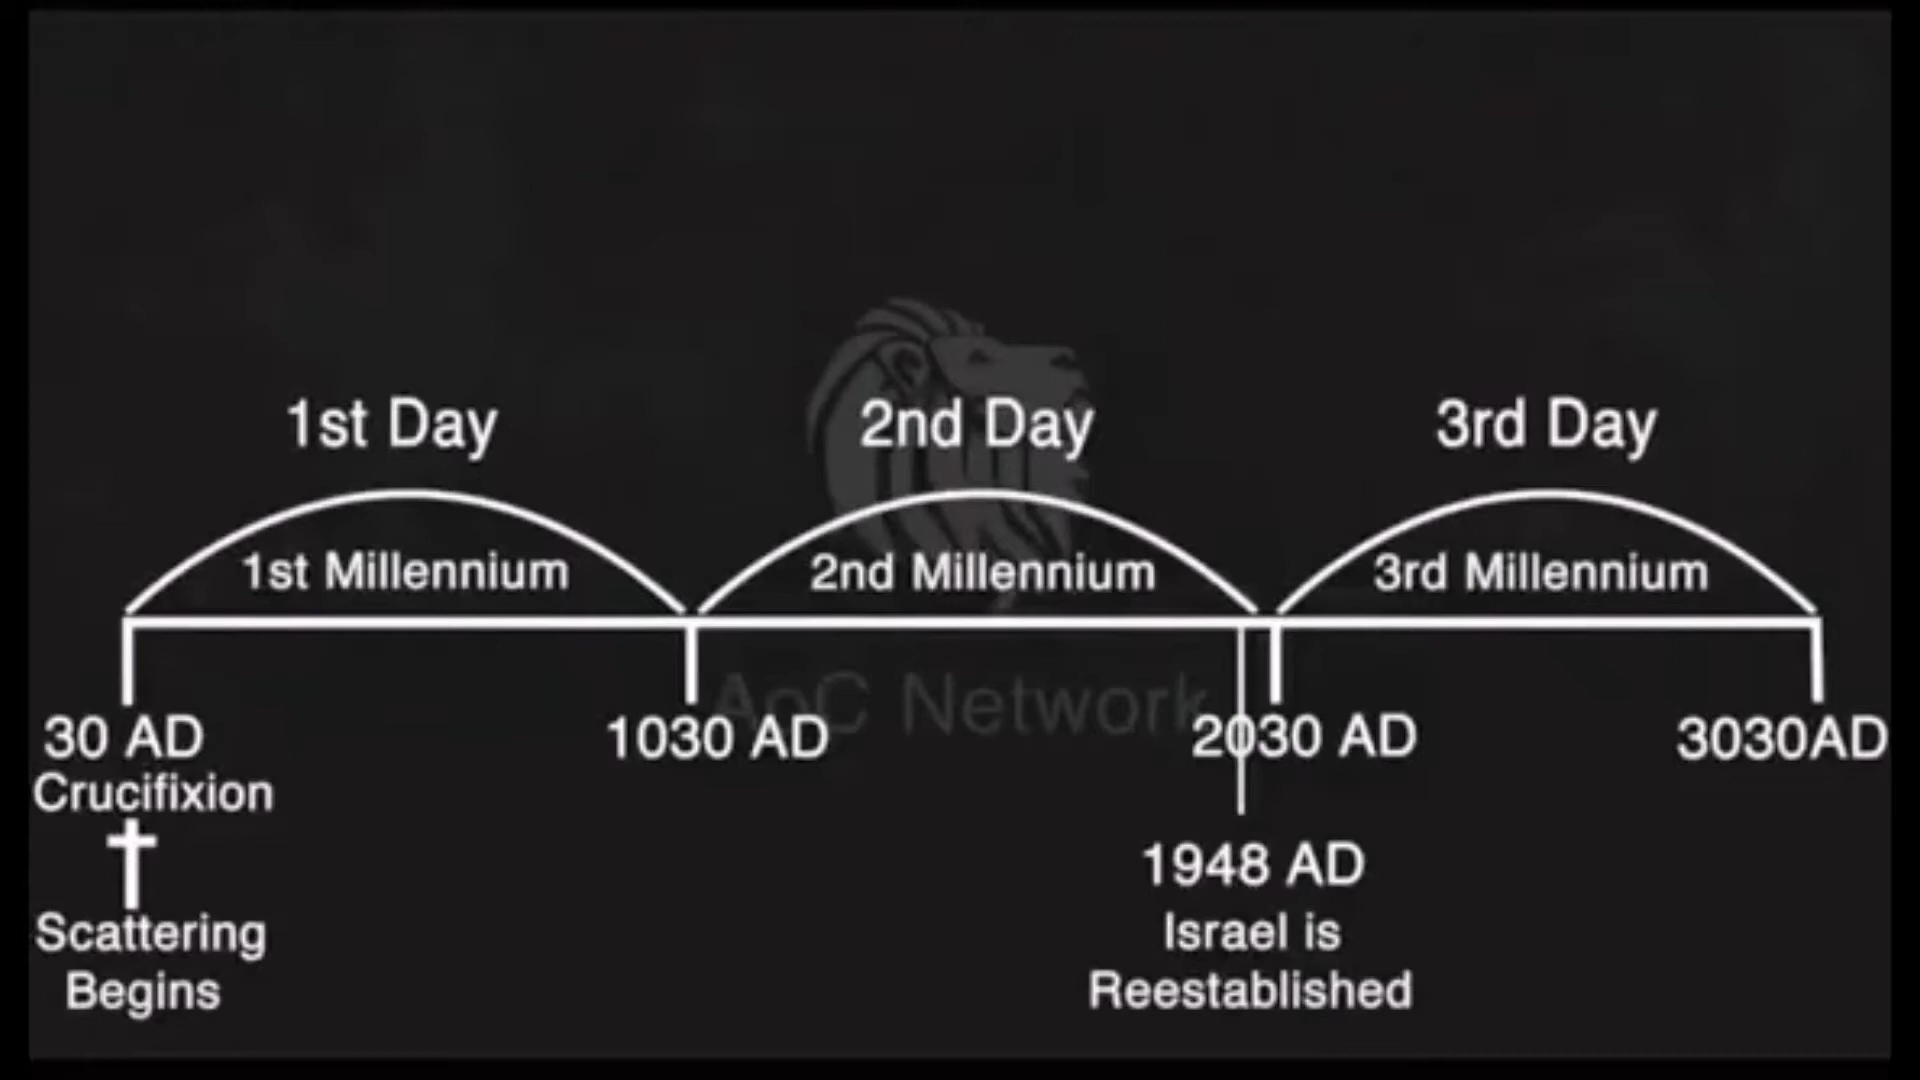 1st Day
2nd Day
3rd Day
1st Millennium
2nd Millennium
3rd Millennium
AoC Network
30 AD
1030 AD
2030 AD
3030AD
Crucifixion
Scattering
Begins
1948 AD
Israel is
Reestablished